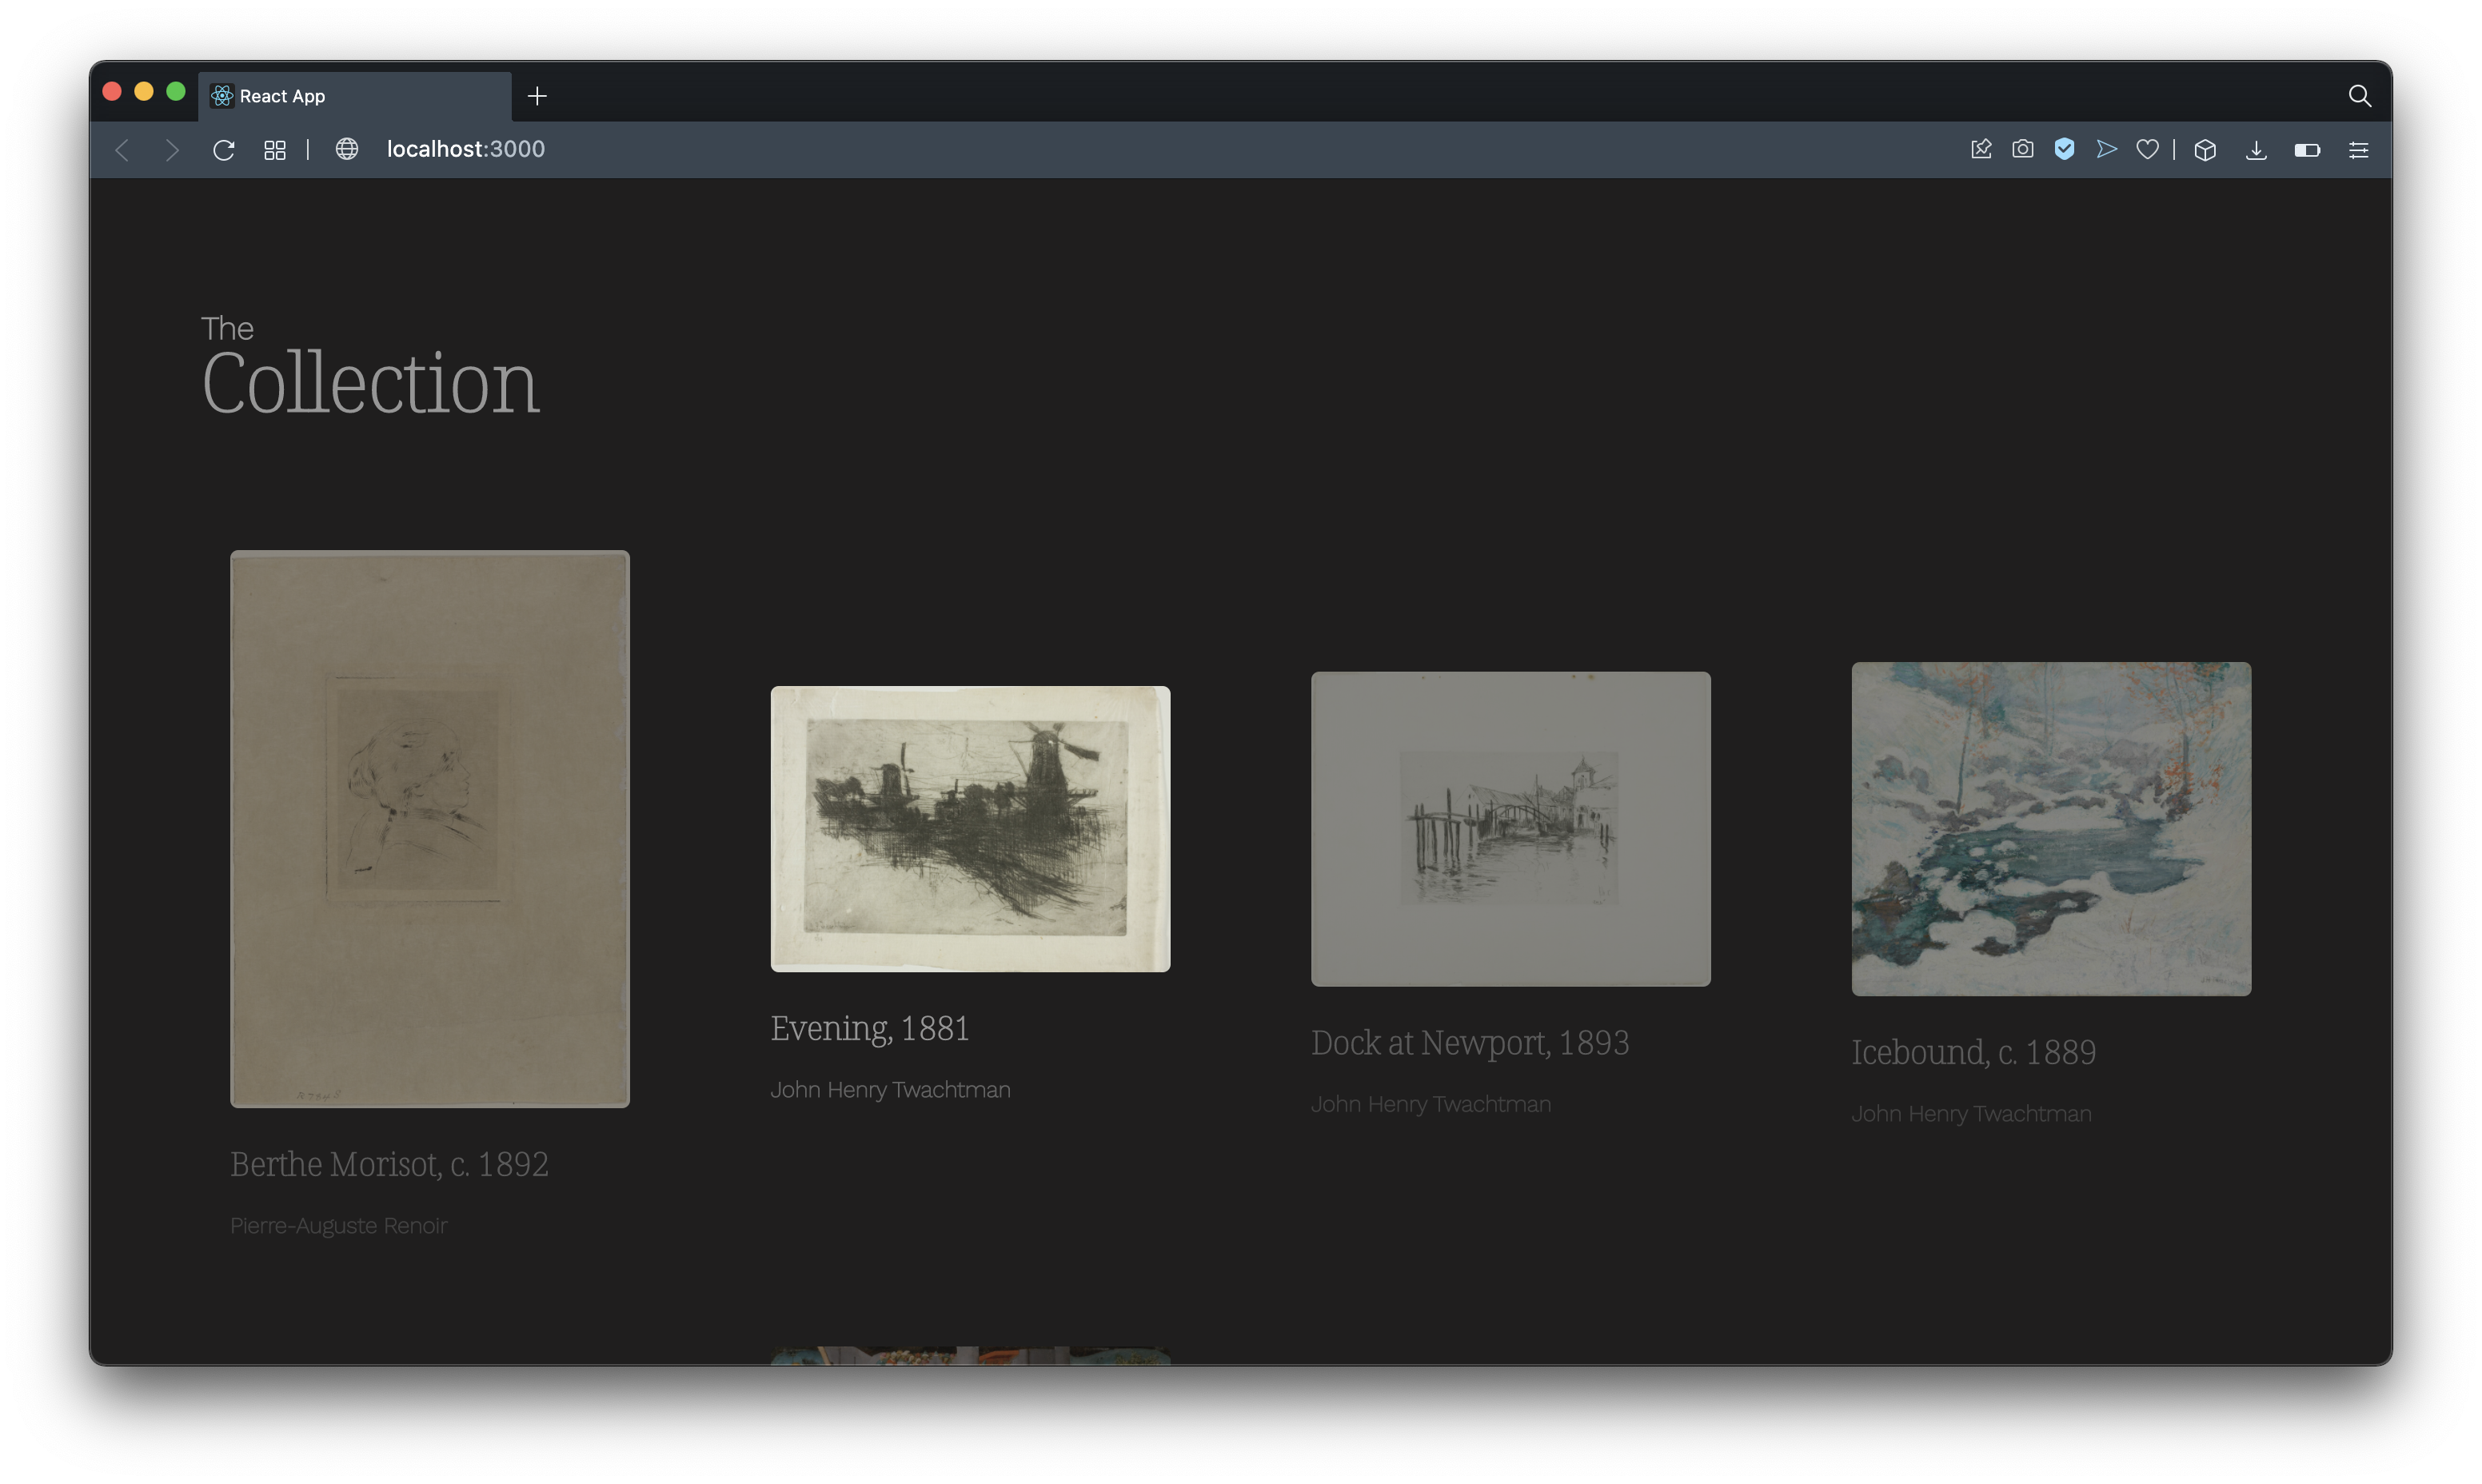 React App
localhost:3000
The
Collection
Berthe Morisot, c. 1892
Pierre-Auguste Renoir
Evening, 1881
John Henry Twachtman
Dock at Newport, 1893
John Henry Twachtman
Icebound, c. 1889
John Henry Twachtman